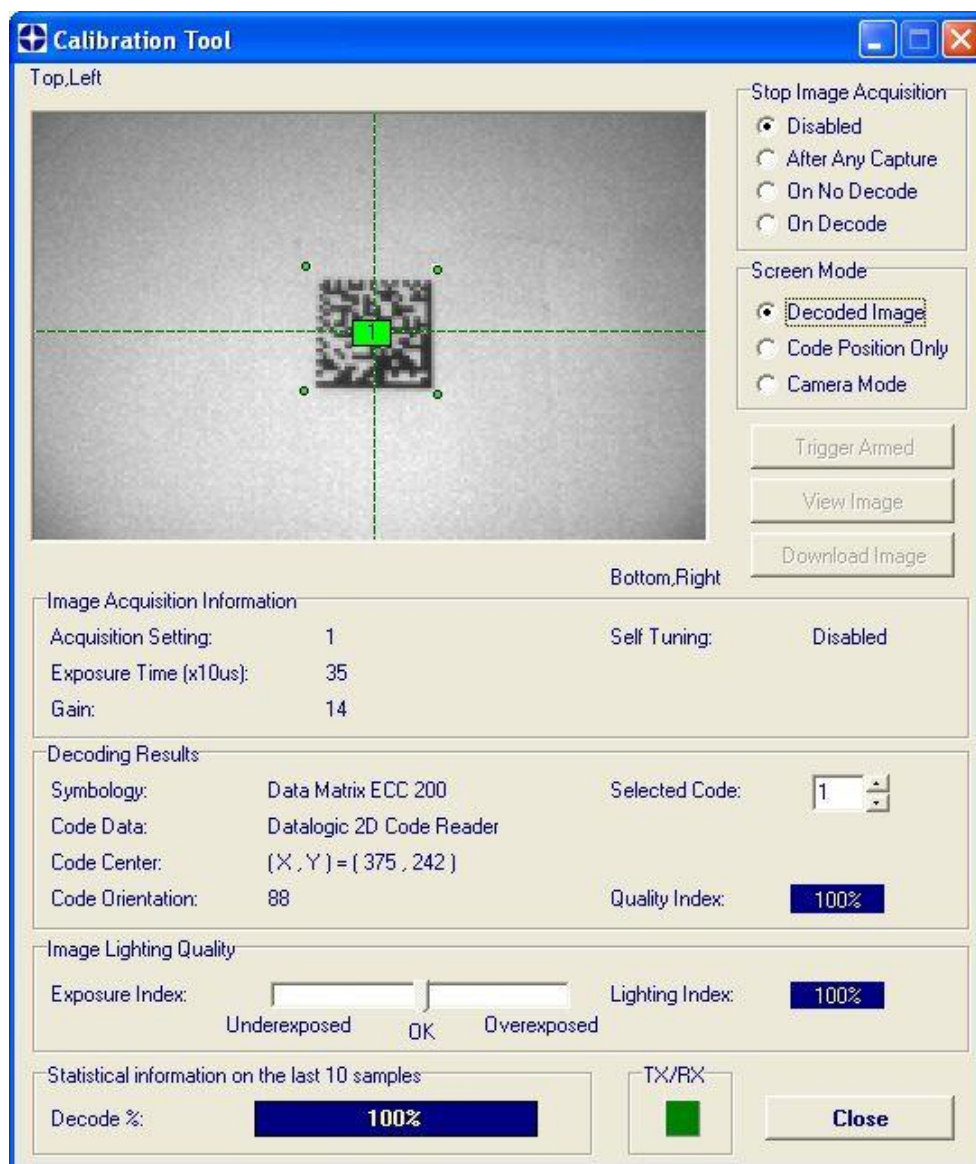 Calibration Tool
Top,Left
1
Bottom,Right
Stop Image Acquisition
Disabled
After Any Capture
On No Decode
On Decode
Screen Mode
Decoded Image
Code Position Only
Camera Mode
Trigger Armed
View Image
Download Image
Image Acquisition Information
Acquisition Setting: 1 Self Tuning: Disabled
Exposure Time (x10us): 35
Gain: 14
Decoding Results
Symbology: Data Matrix ECC 200 Selected Code: 1
Code Data: Datalogic 2D Code Reader
Code Center: ( X , Y ) = ( 375 , 242 )
Code Orientation: 88 Quality Index: 100%
Image Lighting Quality
Exposure Index: Lighting Index: 100%
Underexposed OK Overexposed
Statistical information on the last 10 samples
Decode %: 100%
TX/RX
Close